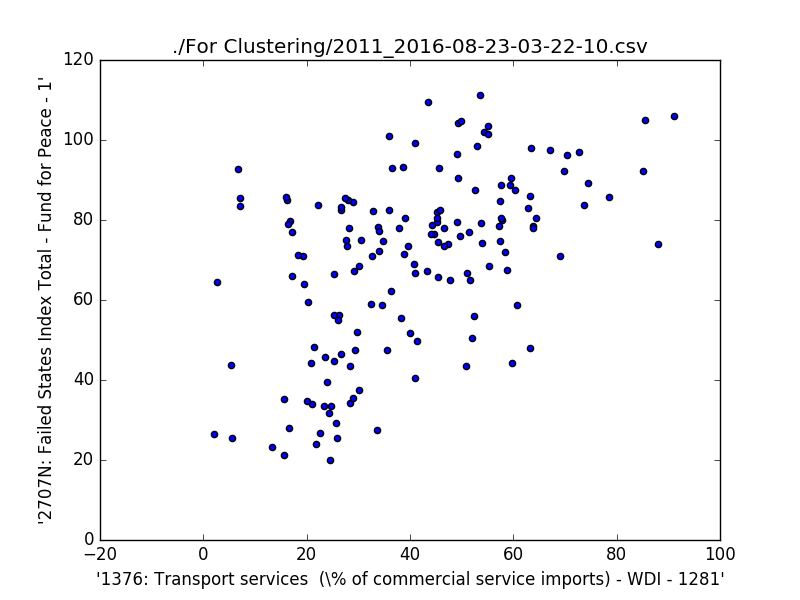 ./For Clustering/2011_2016-08-23-03-22-10.csv
120
100
80
60
40
20
0
'2707N: Failed States Index Total - Fund for Peace - 1'
−20 0 20 40 60 80 100
'1376: Transport services  (\% of commercial service imports) - WDI - 1281'